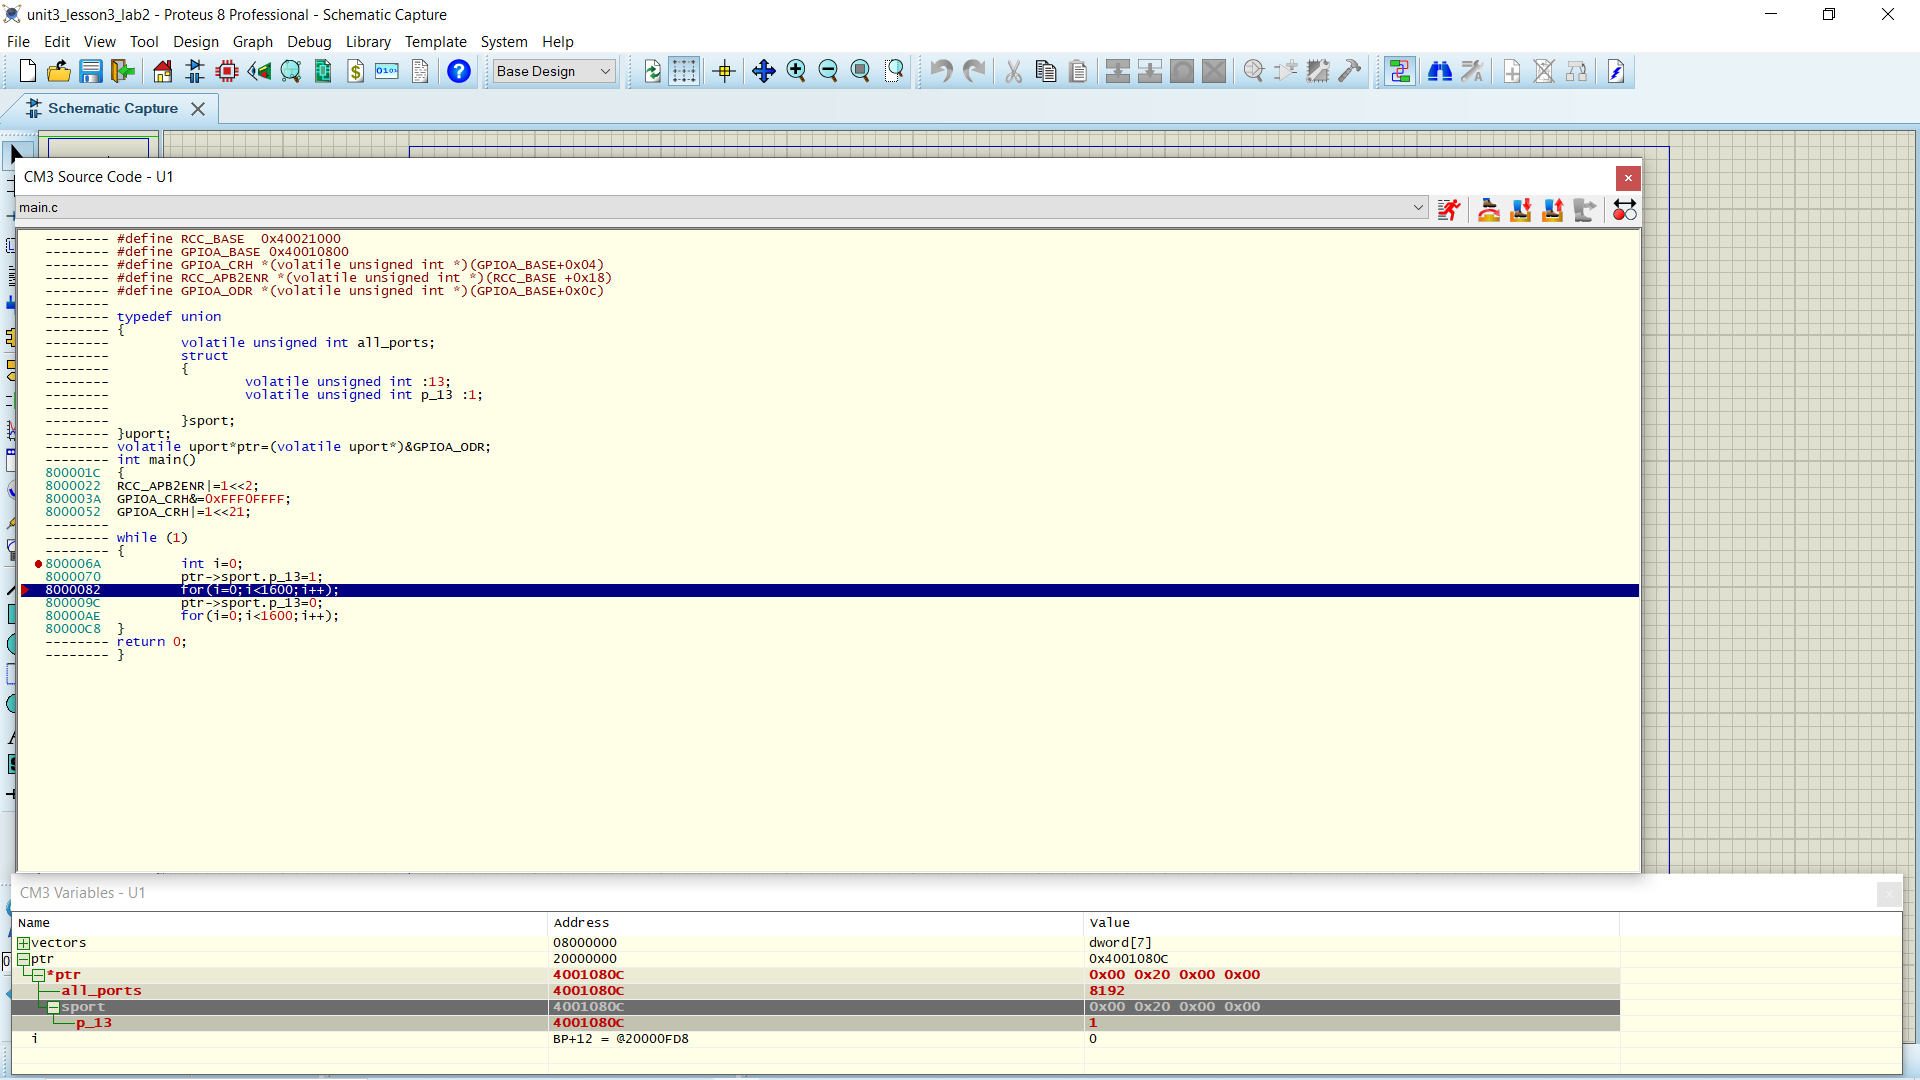 unit3_lesson3_lab2 - Proteus 8 Professional - Schematic Capture
File Edit View Tool Design Graph Debug Library Template System Help
Base Design
Schematic Capture
CM3 Source Code - U1
main.c
-------- #define RCC_BASE  0x40021000
-------- #define GPIOA_BASE 0x40010800
-------- #define GPIOA_CRH *(volatile unsigned int *)(GPIOA_BASE+0x04)
-------- #define RCC_APB2ENR *(volatile unsigned int *)(RCC_BASE +0x18)
-------- #define GPIOA_ODR *(volatile unsigned int *)(GPIOA_BASE+0x0c)
--------
-------- typedef union
-------- {
--------         volatile unsigned int all_ports;
--------         struct
--------         {
--------                 volatile unsigned int :13;
--------                 volatile unsigned int p_13 :1;
--------
--------         }sport;
-------- }uport;
-------- volatile uport*ptr=(volatile uport*)&GPIOA_ODR;
-------- int main()
800001C {
8000022 RCC_APB2ENR|=1<<2;
800003A GPIOA_CRH&=0xFFF0FFFF;
8000052 GPIOA_CRH|=1<<21;
--------
-------- while (1)
-------- {
800006A         int i=0;
8000070         ptr->sport.p_13=1;
8000082         for(i=0;i<1600;i++);
800009C         ptr->sport.p_13=0;
80000AE         for(i=0;i<1600;i++);
80000C8 }
-------- return 0;
-------- }
CM3 Variables - U1
Name Address Value
vectors 08000000 dword[7]
ptr 20000000 0x4001080C
*ptr 4001080C 0x00 0x20 0x00 0x00
all_ports 4001080C 8192
sport 4001080C 0x00 0x20 0x00 0x00
p_13 4001080C 1
i BP+12 = @20000FD8 0